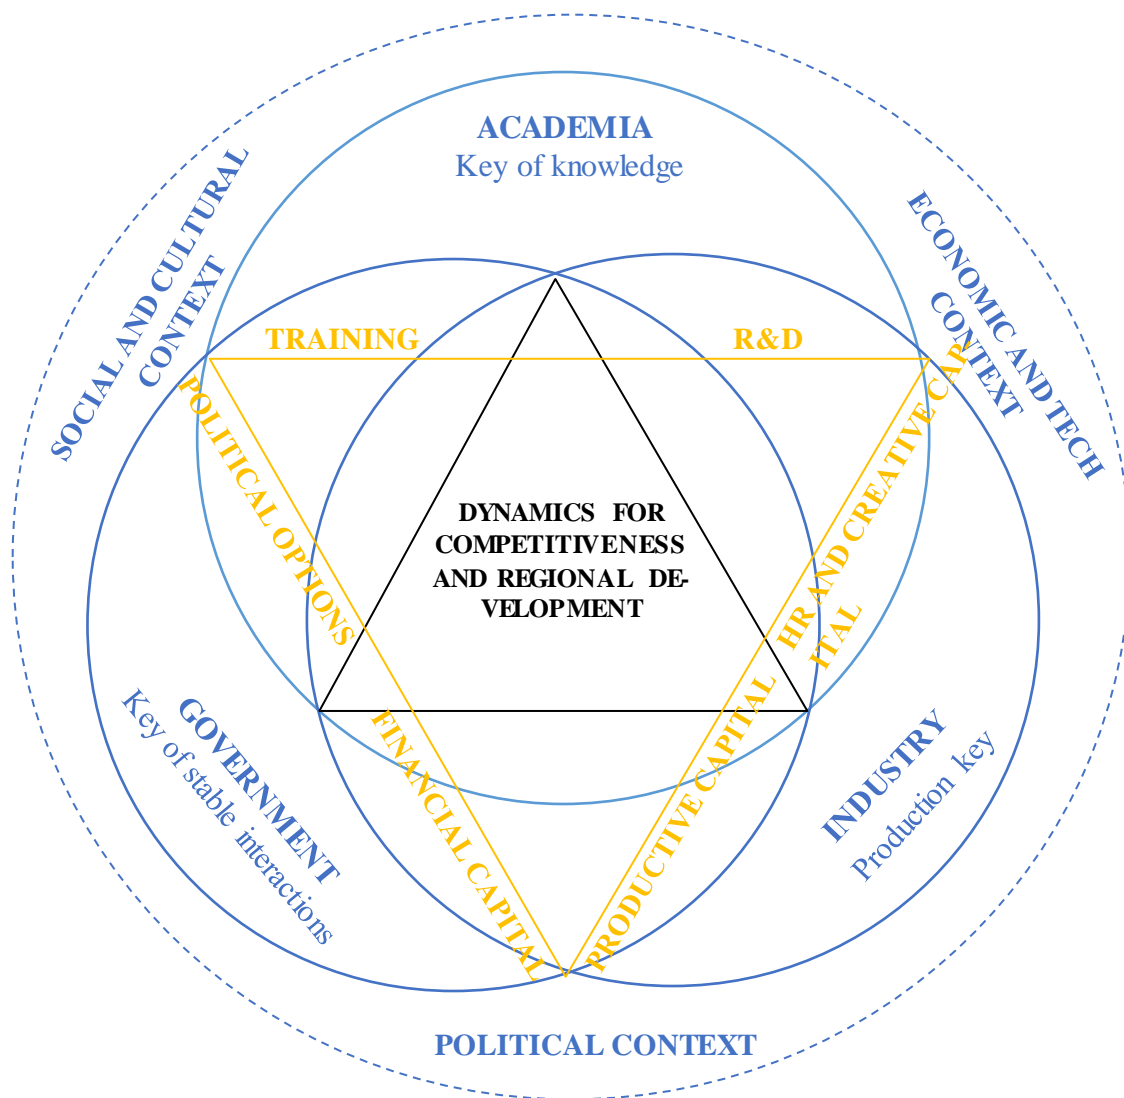 ACADEMIA
Key of knowledge
SOCIAL AND CULTURAL
CONTEXT
ECONOMIC AND TECH
CONTEXT
TRAINING
R&D
POLITICAL OPTIONS
HR AND CREATIVE CAP-
ITAL
DYNAMICS FOR
COMPETITIVENESS
AND REGIONAL DE-
VELOPMENT
FINANCIAL CAPITAL
PRODUCTIVE CAPITAL
GOVERNMENT
Key of stable interactions
INDUSTRY
Production key
POLITICAL CONTEXT